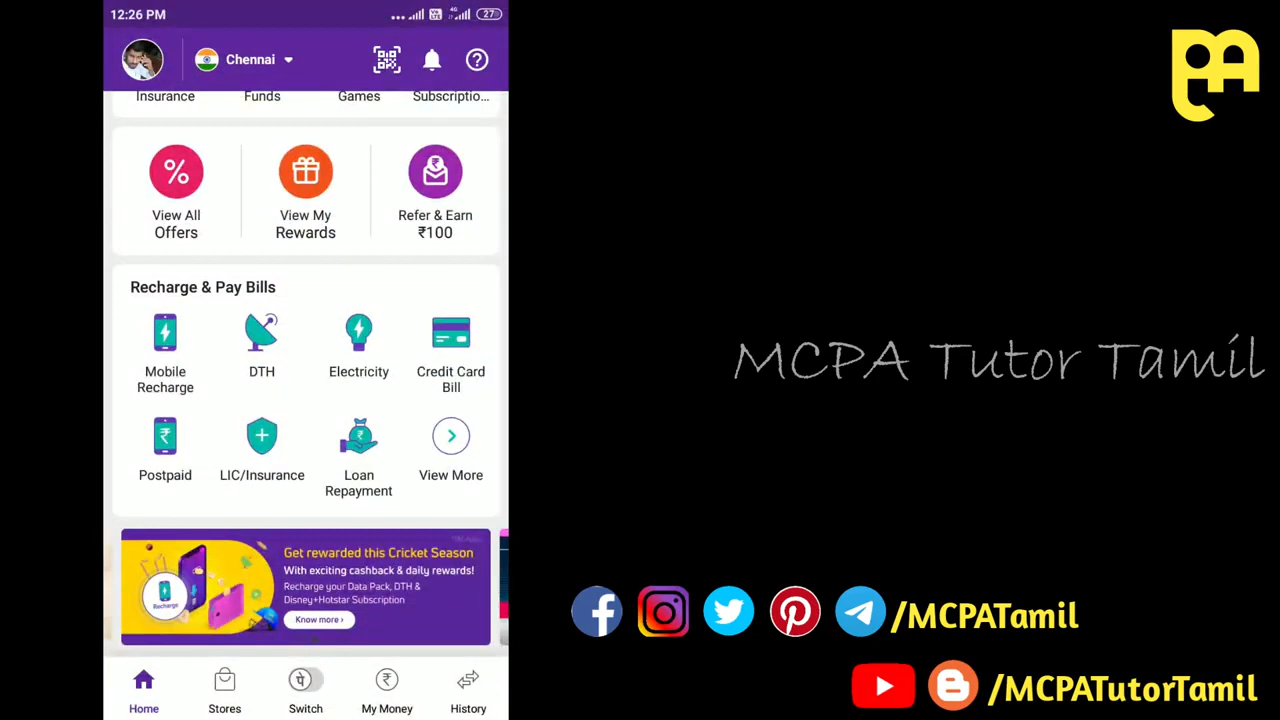 12:26 PM
4G
27
Chennai
Insurance
Funds
Games
Subscriptio...
View All
Offers
View My
Rewards
Refer & Earn
₹100
Recharge & Pay Bills
Mobile
Recharge
DTH
Electricity
Credit Card
Bill
Postpaid
LIC/Insurance
Loan
Repayment
View More
Get rewarded this Cricket Season
With exciting cashback & daily rewards!
Recharge your Data Pack, DTH &
Disney+Hotstar Subscription
Recharge
Know more ›
Home
Stores
Switch
My Money
History
MCPA Tutor Tamil
/MCPATamil
/MCPATutorTamil